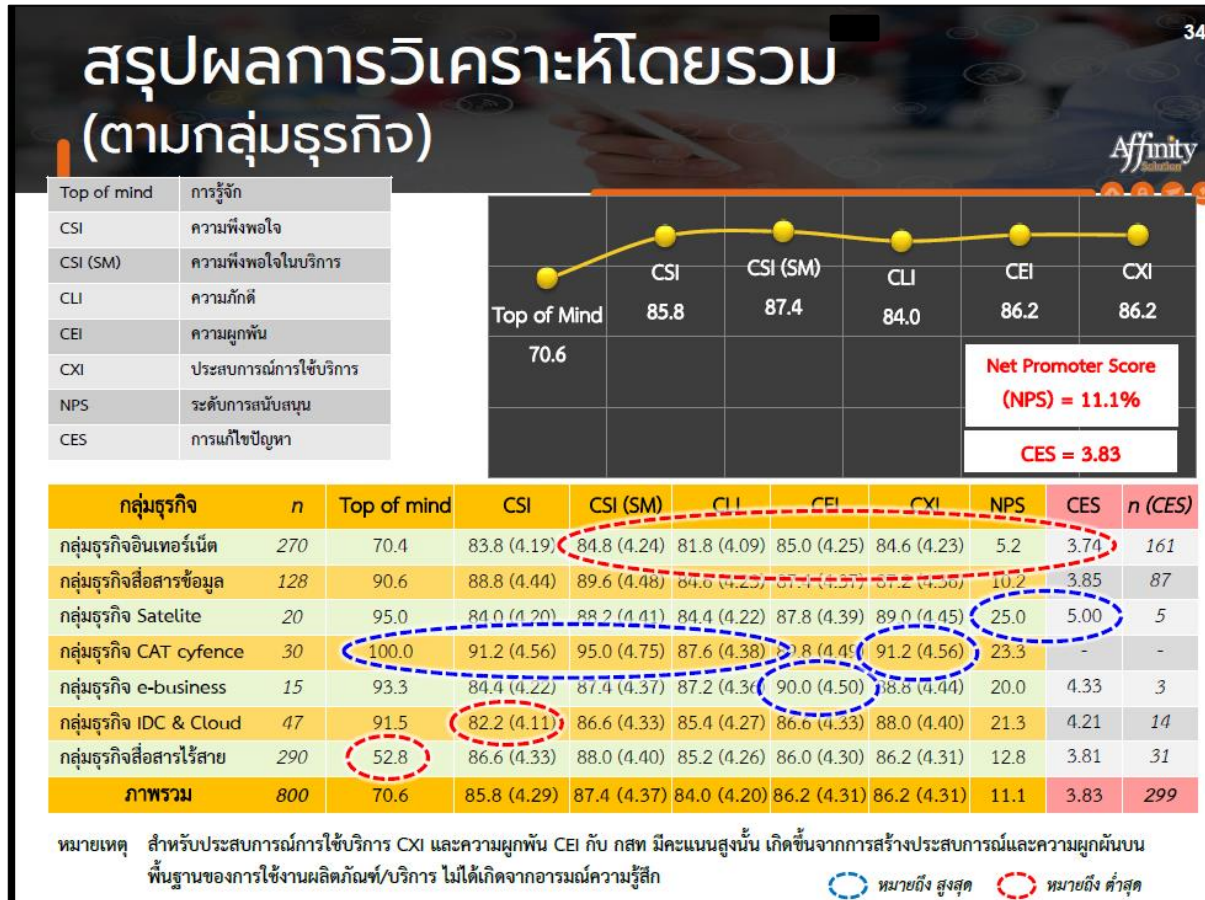 34
สรุปผลการวิเคราะห์โดยรวม
(ตามกลุ่มธุรกิจ)
Affinity
Solution
Top of mind การรู้จัก
CSI ความพึงพอใจ
CSI (SM) ความพึงพอใจในบริการ
CLI ความภักดี
CEI ความผูกพัน
CXI ประสบการณ์การใช้บริการ
NPS ระดับการสนับสนุน
CES การแก้ไขปัญหา
Top of Mind CSI CSI (SM) CLI CEI CXI
70.6 85.8 87.4 84.0 86.2 86.2
Net Promoter Score
(NPS) = 11.1%
CES = 3.83
กลุ่มธุรกิจ n Top of mind CSI CSI (SM) CLI CEI CXI NPS CES n (CES)
กลุ่มธุรกิจอินเทอร์เน็ต 270 70.4 83.8 (4.19) 84.8 (4.24) 81.8 (4.09) 85.0 (4.25) 84.6 (4.23) 5.2 3.74 161
กลุ่มธุรกิจสื่อสารข้อมูล 128 90.6 88.8 (4.44) 89.6 (4.48) 84.6 (4.23) 87.4 (4.37) 87.2 (4.36) 10.2 3.85 87
กลุ่มธุรกิจ Satelite 20 95.0 84.0 (4.20) 88.2 (4.41) 84.4 (4.22) 87.8 (4.39) 89.0 (4.45) 25.0 5.00 5
กลุ่มธุรกิจ CAT cyfence 30 100.0 91.2 (4.56) 95.0 (4.75) 87.6 (4.38) 89.8 (4.49) 91.2 (4.56) 23.3 - -
กลุ่มธุรกิจ e-business 15 93.3 84.4 (4.22) 87.4 (4.37) 87.2 (4.36) 90.0 (4.50) 88.8 (4.44) 20.0 4.33 3
กลุ่มธุรกิจ IDC & Cloud 47 91.5 82.2 (4.11) 86.6 (4.33) 85.4 (4.27) 86.6 (4.33) 88.0 (4.40) 21.3 4.21 14
กลุ่มธุรกิจสื่อสารไร้สาย 290 52.8 86.6 (4.33) 88.0 (4.40) 85.2 (4.26) 86.0 (4.30) 86.2 (4.31) 12.8 3.81 31
ภาพรวม 800 70.6 85.8 (4.29) 87.4 (4.37) 84.0 (4.20) 86.2 (4.31) 86.2 (4.31) 11.1 3.83 299
หมายเหตุ สำหรับประสบการณ์การใช้บริการ CXI และความผูกพัน CEI กับ กสท มีคะแนนสูงนั้น เกิดขึ้นจากการสร้างประสบการณ์และความผูกผันบน
พื้นฐานของการใช้งานผลิตภัณฑ์/บริการ ไม่ได้เกิดจากอารมณ์ความรู้สึก
หมายถึง สูงสุด หมายถึง ต่ำสุด